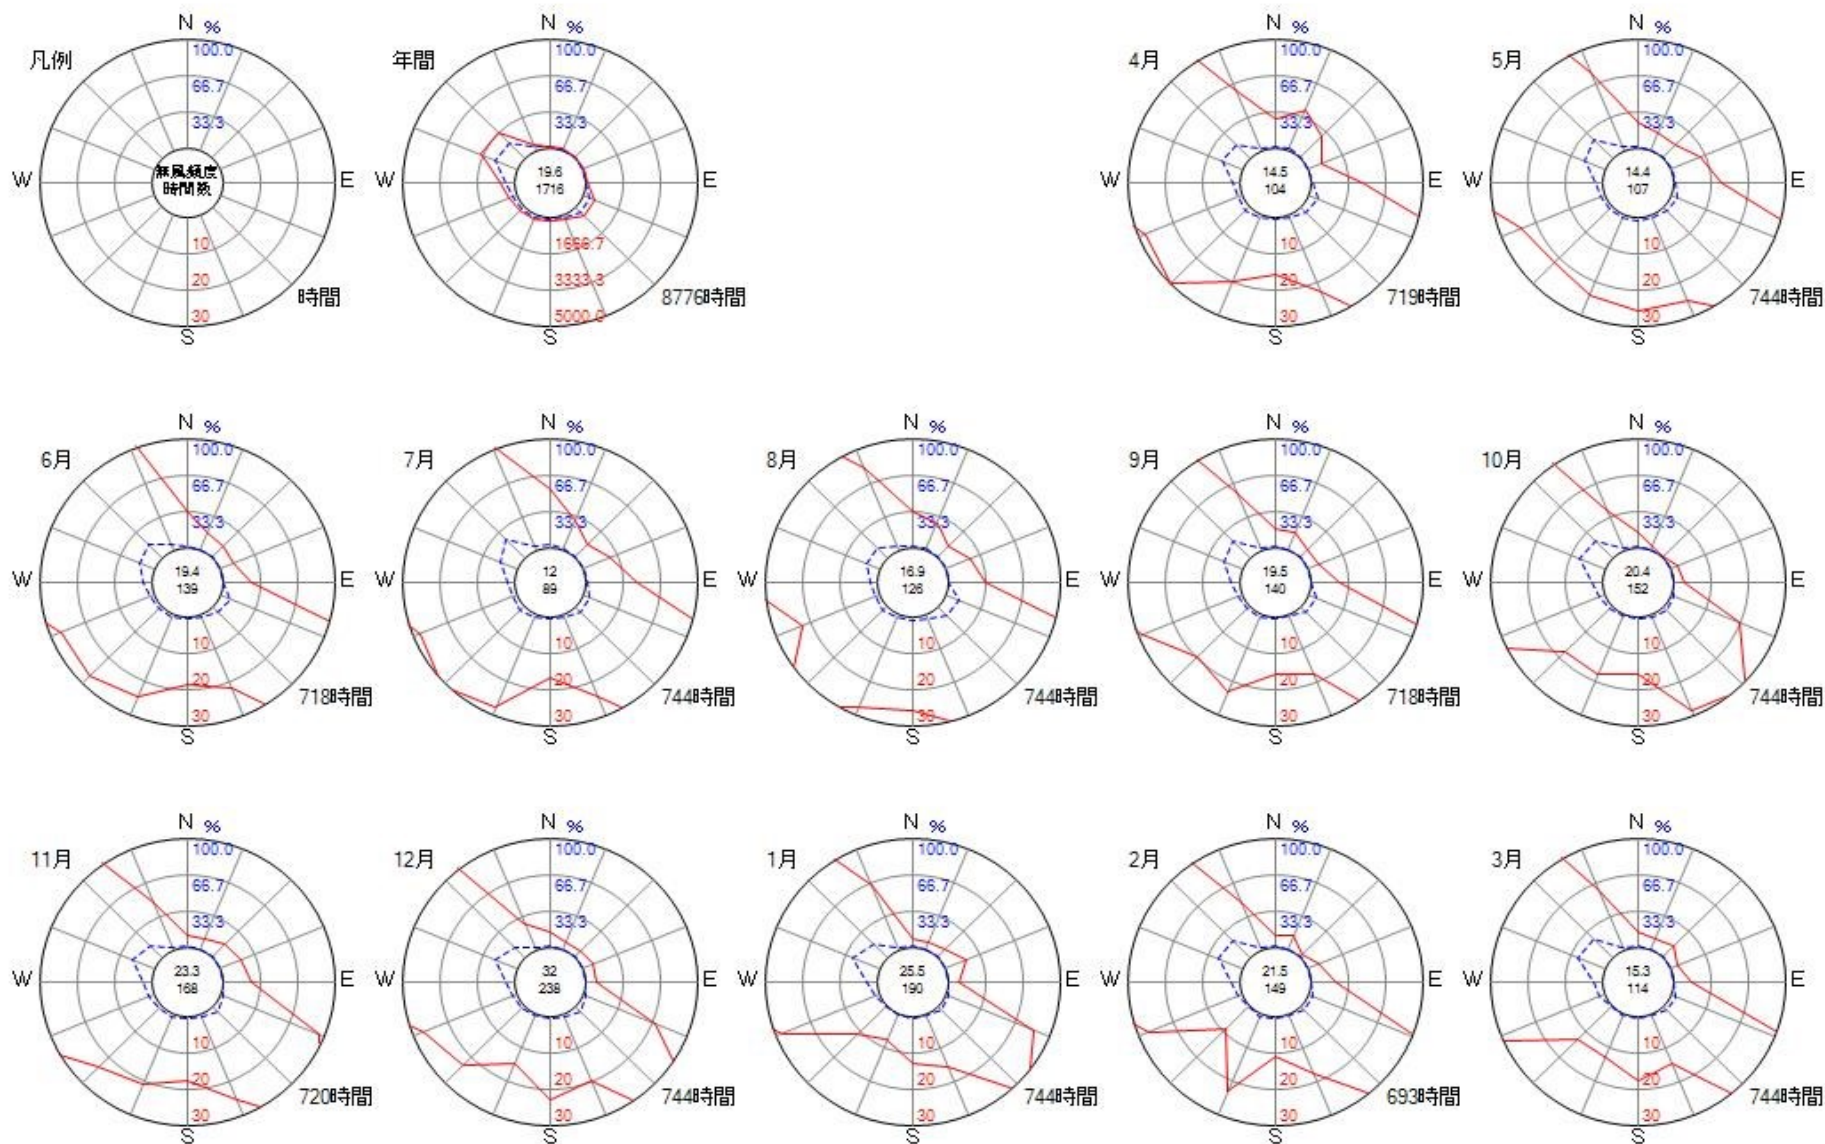 凡例
N %
100.0
66.7
33.3
W
無風頻度
時間数
E
10
20
30
S
時間
年間
N %
100.0
66.7
33.3
W
19.6
1716
E
1666.7
3333.3
5000.0
S
8776時間
4月
N %
100.0
66.7
33.3
W
14.5
104
E
10
20
30
S
719時間
5月
N %
100.0
66.7
33.3
W
14.4
107
E
10
20
30
S
744時間
6月
N %
100.0
66.7
33.3
W
19.4
139
E
10
20
30
S
718時間
7月
N %
100.0
66.7
33.3
W
12
89
E
10
20
30
S
744時間
8月
N %
100.0
66.7
33.3
W
16.9
126
E
10
20
30
S
744時間
9月
N %
100.0
66.7
33.3
W
19.5
140
E
10
20
30
S
718時間
10月
N %
100.0
66.7
33.3
W
20.4
152
E
10
20
30
S
744時間
11月
N %
100.0
66.7
33.3
W
23.3
168
E
10
20
30
S
720時間
12月
N %
100.0
66.7
33.3
W
32
238
E
10
20
30
S
744時間
1月
N %
100.0
66.7
33.3
W
25.5
190
E
10
20
30
S
744時間
2月
N %
100.0
66.7
33.3
W
21.5
149
E
10
20
30
S
693時間
3月
N %
100.0
66.7
33.3
W
15.3
114
E
10
20
30
S
744時間